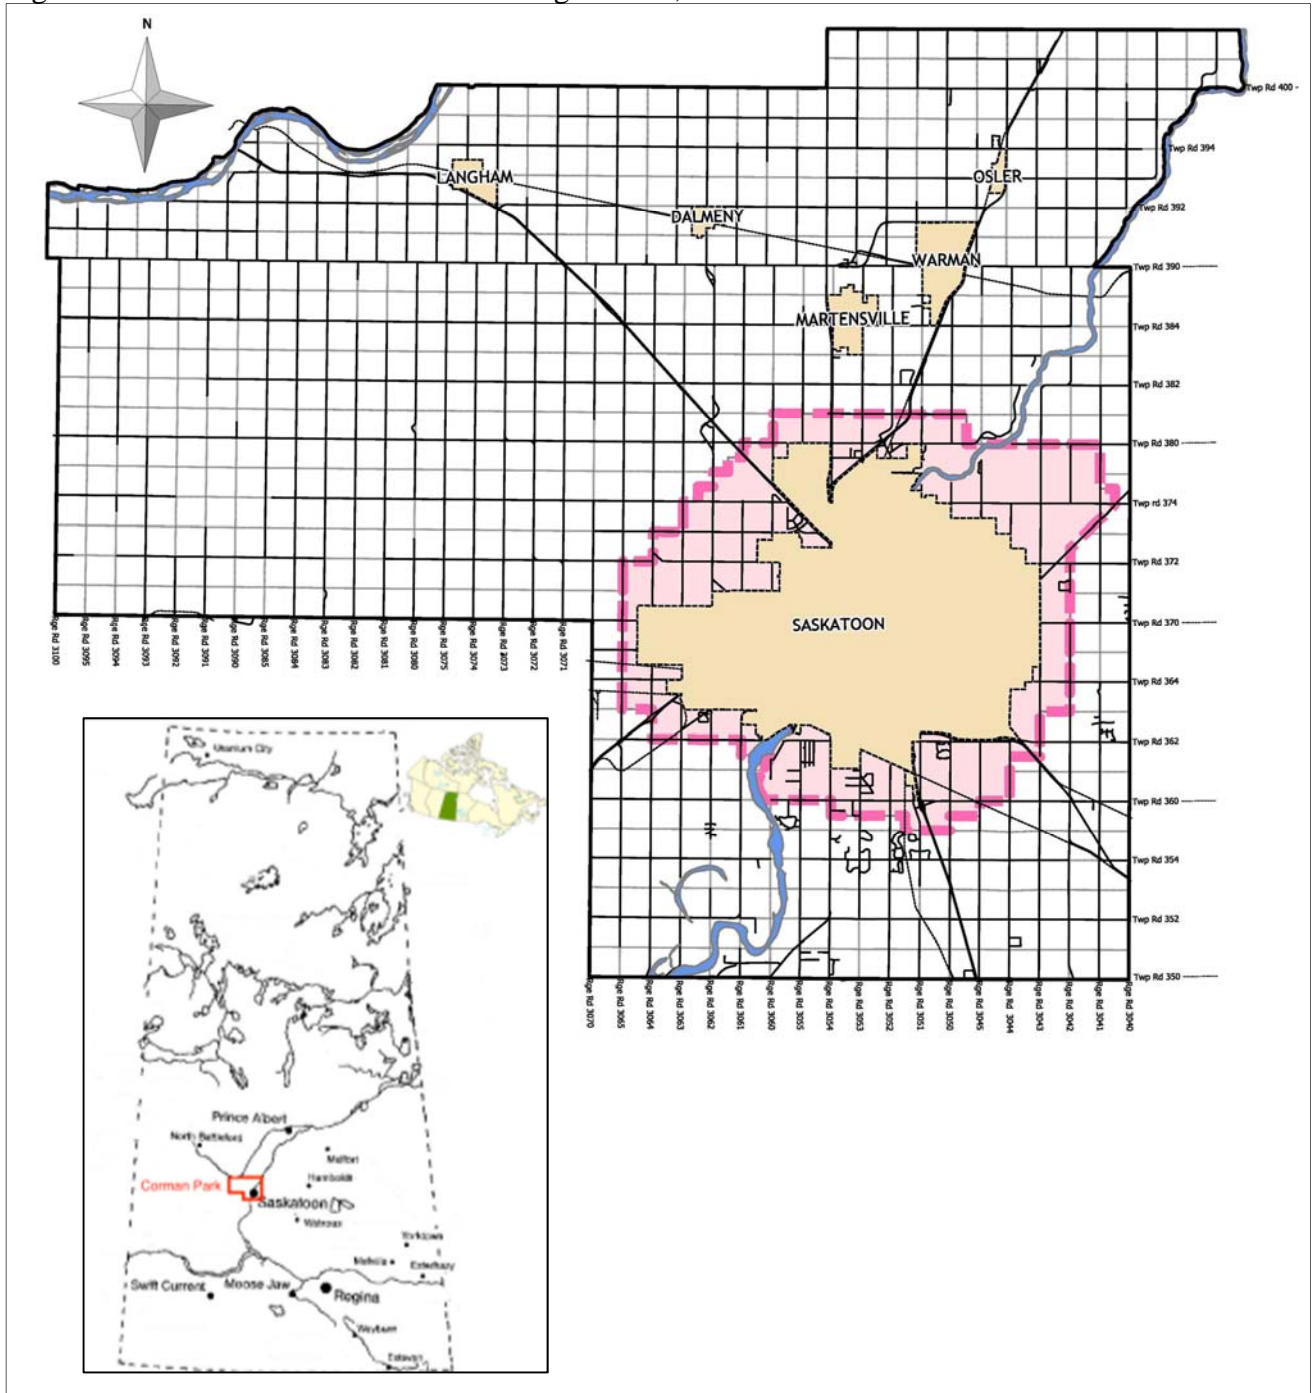 N
Twp Rd 400 -
Twp Rd 394
LANGHAM
OSLER
Twp Rd 392
DALMENY
WARMAN
Twp Rd 390
MARTENSVILLE
Twp Rd 384
Twp Rd 382
Twp Rd 380
Twp rd 374
Twp Rd 372
SASKATOON
Twp Rd 370
Rge Rd 3100
Rge Rd 3095
Rge Rd 3094
Rge Rd 3093
Rge Rd 3092
Rge Rd 3091
Rge Rd 3090
Rge Rd 3085
Rge Rd 3084
Rge Rd 3083
Rge Rd 3082
Rge Rd 3081
Rge Rd 3080
Rge Rd 3075
Rge Rd 3074
Rge Rd 3073
Rge Rd 3072
Rge Rd 3071
Twp Rd 364
Twp Rd 362
Twp Rd 360
Twp Rd 354
Twp Rd 352
Twp Rd 350
Rge Rd 3070
Rge Rd 3065
Rge Rd 3064
Rge Rd 3063
Rge Rd 3062
Rge Rd 3061
Rge Rd 3060
Rge Rd 3055
Rge Rd 3054
Rge Rd 3053
Rge Rd 3052
Rge Rd 3051
Rge Rd 3050
Rge Rd 3045
Rge Rd 3044
Rge Rd 3043
Rge Rd 3042
Rge Rd 3041
Rge Rd 3040
Uranium City
Prince Albert
North Battleford
Melfort
Humboldt
Corman Park
Saskatoon
Watrous
Yorktown
Melville
Esterhazy
Swift Current
Moose Jaw
Regina
Weyburn
Estevan